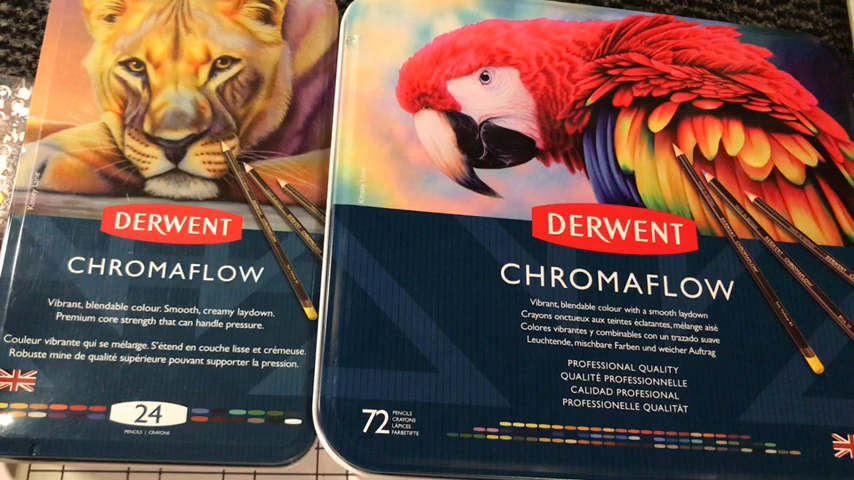 Kirsty Lane
DERWENT
CHROMAFLOW
Vibrant, blendable colour. Smooth, creamy laydown.
Premium core strength that can handle pressure.
Couleur vibrante qui se mélange. S'étend en couche lisse et crémeuse.
Robuste mine de qualité supérieure pouvant supporter la pression.
24
PENCILS | CRAYONS
DERWENT
CHROMAFLOW
Vibrant, blendable colour with a smooth laydown
Crayons onctueux aux teintes éclatantes, mélange aisé
Colores vibrantes y combinables con un trazado suave
Leuchtende, mischbare Farben und weicher Auftrag
PROFESSIONAL QUALITY
QUALITÉ PROFESSIONNELLE
CALIDAD PROFESIONAL
PROFESSIONELLE QUALITÄT
72
PENCILS
CRAYONS
LÁPICES
FARBSTIFTE